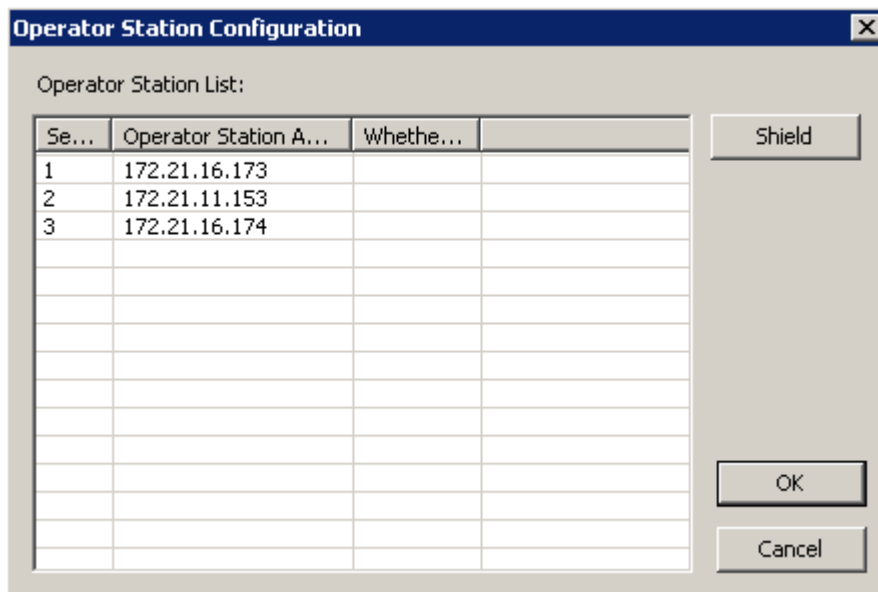 Operator Station Configuration
Operator Station List:
Se... Operator Station A... Whethe...
Shield
1 172.21.16.173
2 172.21.11.153
3 172.21.16.174
OK
Cancel